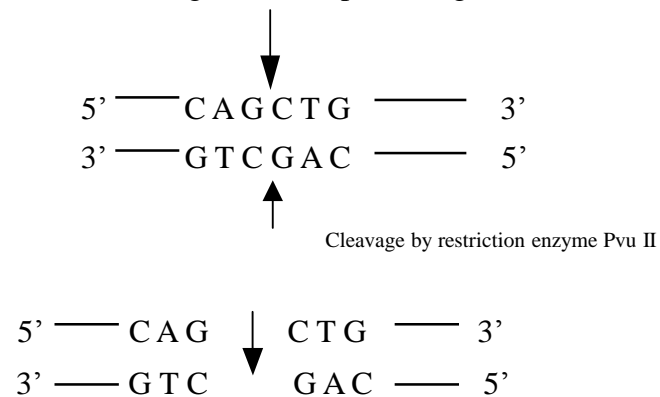 5’ CAGCTG 3’
3’ GTCGAC 5’
Cleavage by restriction enzyme Pvu II
5’ CAG CTG 3’
3’ GTC GAC 5’